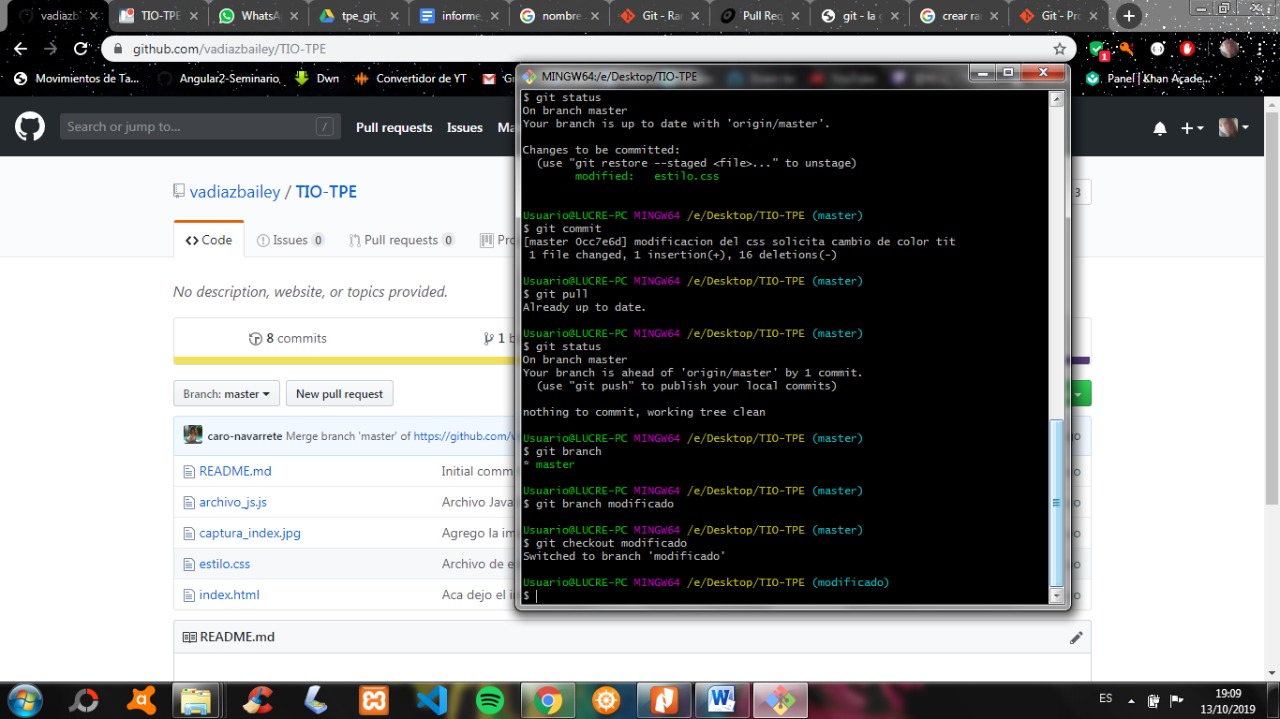 vadiazb
TIO-TPE
WhatsA
tpe_git_
informe_
nombre
Git - Ra
Pull Req
git - la g
crear ra
Git - Pro
github.com/vadiazbailey/TIO-TPE
1
Movimientos de Ta...
Angular2-Seminario,
Dwn
Convertidor de YT
Panel | Khan Acade...
»
MINGW64:/e/Desktop/TIO-TPE
Search or jump to...
/
Pull requests
Issues
Ma
vadiazbailey / TIO-TPE
3
Code
Issues 0
Pull requests 0
Pro
No description, website, or topics provided.
8 commits
1 b
Branch: master
New pull request
caro-navarrete Merge branch 'master' of https://github.com/v
go
README.md
Initial comm
go
archivo_js.js
Archivo Java
go
captura_index.jpg
Agrego la im
go
estilo.css
Archivo de e
go
index.html
Aca dejo el in
go
README.md
$ git status
On branch master
Your branch is up to date with 'origin/master'.
Changes to be committed:
(use "git restore --staged <file>..." to unstage)
modified:   estilo.css
Usuario@LUCRE-PC MINGW64 /e/Desktop/TIO-TPE (master)
$ git commit
[master 0cc7e6d] modificacion del css solicita cambio de color tit
1 file changed, 1 insertion(+), 16 deletions(-)
Usuario@LUCRE-PC MINGW64 /e/Desktop/TIO-TPE (master)
$ git pull
Already up to date.
Usuario@LUCRE-PC MINGW64 /e/Desktop/TIO-TPE (master)
$ git status
On branch master
Your branch is ahead of 'origin/master' by 1 commit.
(use "git push" to publish your local commits)
nothing to commit, working tree clean
Usuario@LUCRE-PC MINGW64 /e/Desktop/TIO-TPE (master)
$ git branch
* master
Usuario@LUCRE-PC MINGW64 /e/Desktop/TIO-TPE (master)
$ git branch modificado
Usuario@LUCRE-PC MINGW64 /e/Desktop/TIO-TPE (master)
$ git checkout modificado
Switched to branch 'modificado'
Usuario@LUCRE-PC MINGW64 /e/Desktop/TIO-TPE (modificado)
$
ES
19:09
13/10/2019